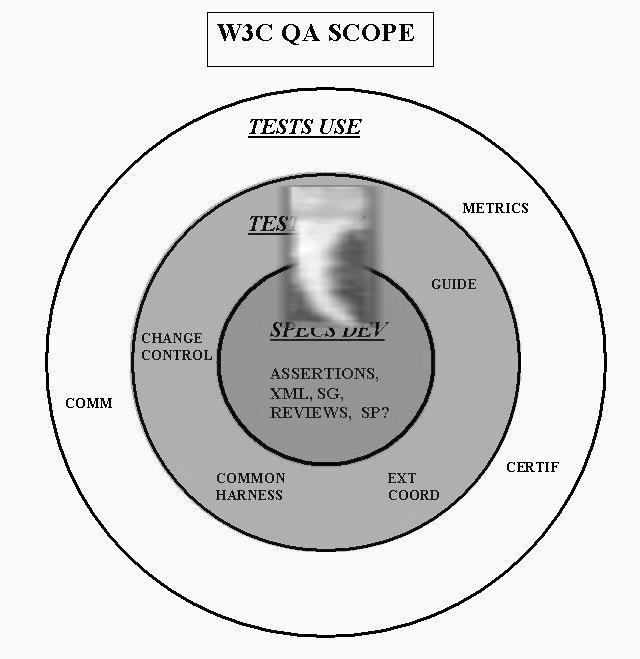 W3C QA SCOPE
TESTS USE
METRICS
GUIDE
CHANGE
CONTROL
SPECS DEV
ASSERTIONS,
XML, SG,
REVIEWS, SP?
COMM
CERTIF
COMMON
HARNESS
EXT
COORD